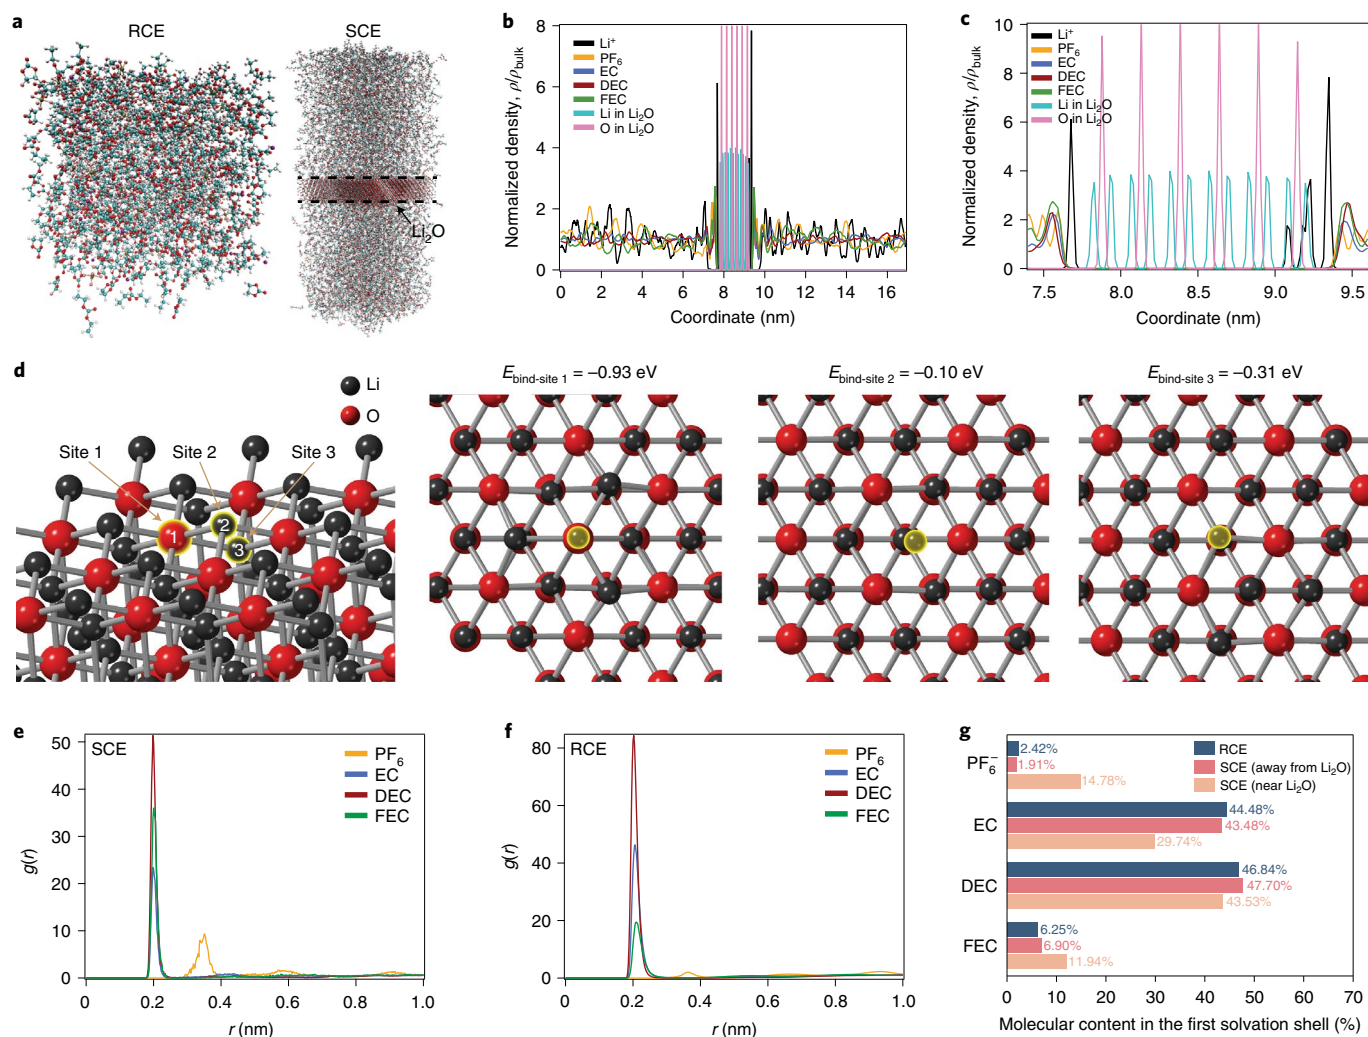 a
RCE
SCE
Li2O
b
Normalized density, ρ/ρbulk
8
6
4
2
0
Li+
PF6
EC
DEC
FEC
Li in Li2O
O in Li2O
0 2 4 6 8 10 12 14 16
Coordinate (nm)
c
Normalized density, ρ/ρbulk
10
8
6
4
2
0
Li+
PF6
EC
DEC
FEC
Li in Li2O
O in Li2O
7.5 8.0 8.5 9.0 9.5
Coordinate (nm)
d
Li
O
Site 1
Site 2
Site 3
1
2
3
Ebind-site 1 = –0.93 eV
Ebind-site 2 = –0.10 eV
Ebind-site 3 = –0.31 eV
e
SCE
g(r)
50
40
30
20
10
0
PF6
EC
DEC
FEC
0 0.2 0.4 0.6 0.8 1.0
r (nm)
f
RCE
g(r)
80
60
40
20
0
PF6
EC
DEC
FEC
0 0.2 0.4 0.6 0.8 1.0
r (nm)
g
RCE
SCE (away from Li2O)
SCE (near Li2O)
PF6−
2.42%
1.91%
14.78%
EC
44.48%
43.48%
29.74%
DEC
46.84%
47.70%
43.53%
FEC
6.25%
6.90%
11.94%
0 10 20 30 40 50 60 70
Molecular content in the first solvation shell (%)